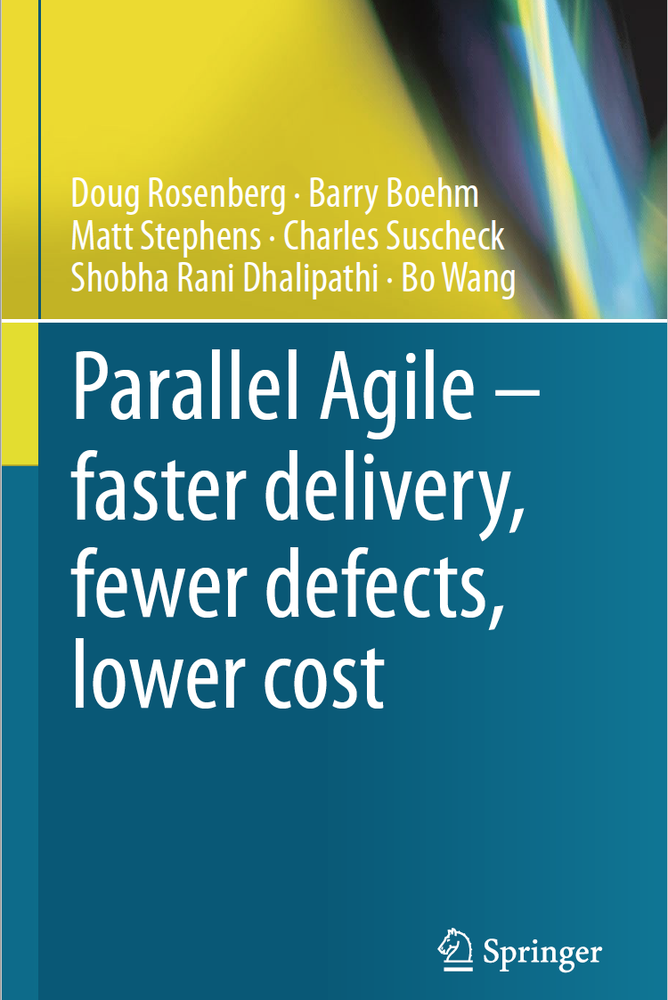 Doug Rosenberg · Barry Boehm
Matt Stephens · Charles Suscheck
Shobha Rani Dhalipathi · Bo Wang
Parallel Agile –
faster delivery,
fewer defects,
lower cost
Springer